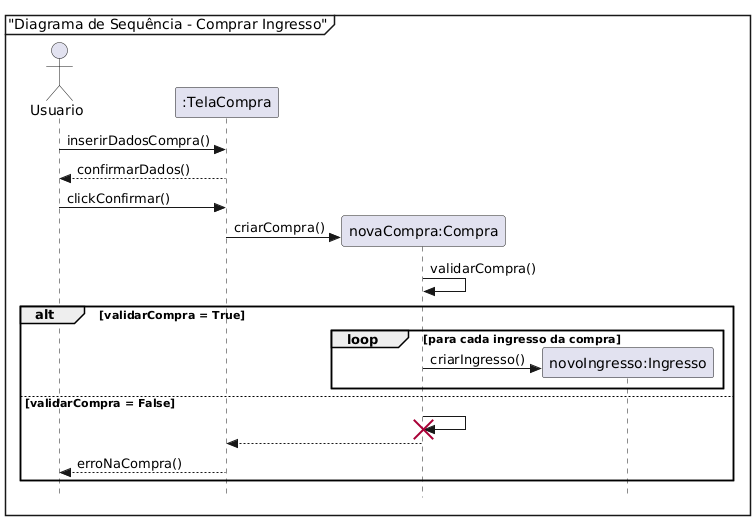 "Diagrama de Sequência - Comprar Ingresso"
Usuario
:TelaCompra
inserirDadosCompra()
confirmarDados()
clickConfirmar()
criarCompra()
novaCompra:Compra
validarCompra()
alt [validarCompra = True]
loop [para cada ingresso da compra]
criarIngresso()
novoIngresso:Ingresso
[validarCompra = False]
erroNaCompra()